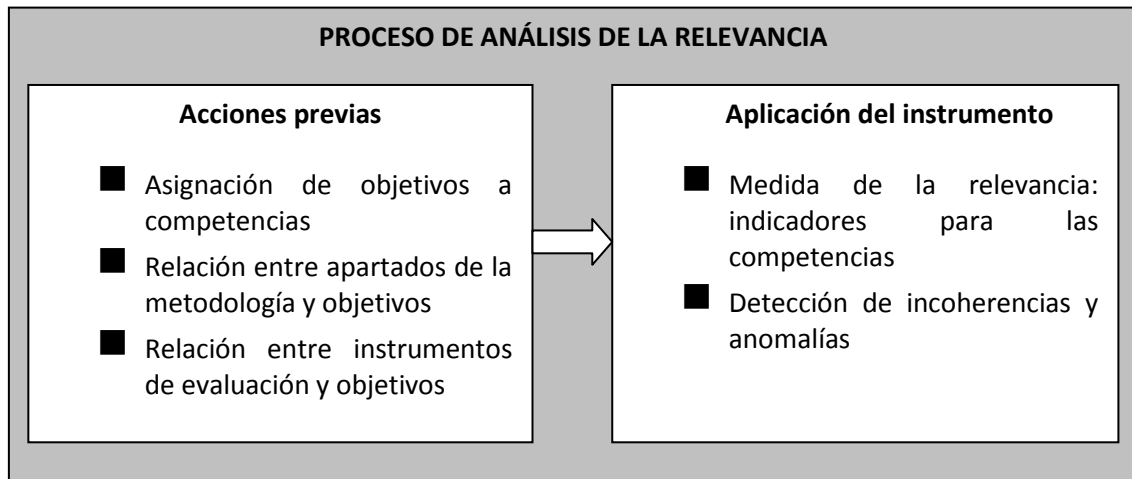 PROCESO DE ANÁLISIS DE LA RELEVANCIA
Acciones previas
Asignación de objetivos a
competencias
Relación entre apartados de la
metodología y objetivos
Relación entre instrumentos
de evaluación y objetivos
Aplicación del instrumento
Medida de la relevancia:
indicadores para las
competencias
Detección de incoherencias y
anomalías